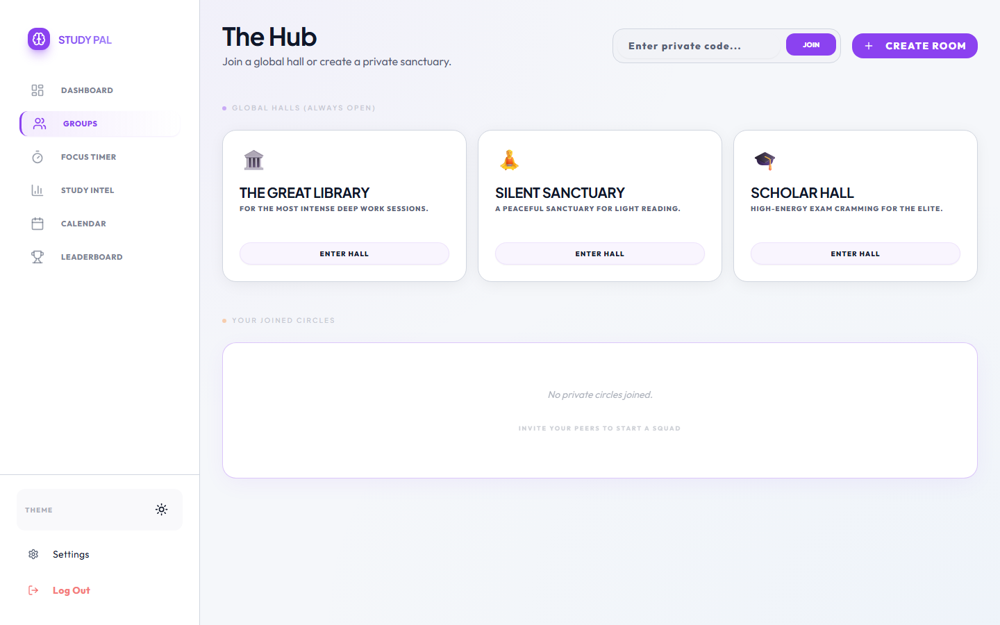 STUDY PAL
DASHBOARD
GROUPS
FOCUS TIMER
STUDY INTEL
CALENDAR
LEADERBOARD
THEME
Settings
Log Out
The Hub
Join a global hall or create a private sanctuary.
Enter private code...
JOIN
CREATE ROOM
GLOBAL HALLS (ALWAYS OPEN)
THE GREAT LIBRARY
FOR THE MOST INTENSE DEEP WORK SESSIONS.
ENTER HALL
SILENT SANCTUARY
A PEACEFUL SANCTUARY FOR LIGHT READING.
ENTER HALL
SCHOLAR HALL
HIGH-ENERGY EXAM CRAMMING FOR THE ELITE.
ENTER HALL
YOUR JOINED CIRCLES
No private circles joined.
INVITE YOUR PEERS TO START A SQUAD